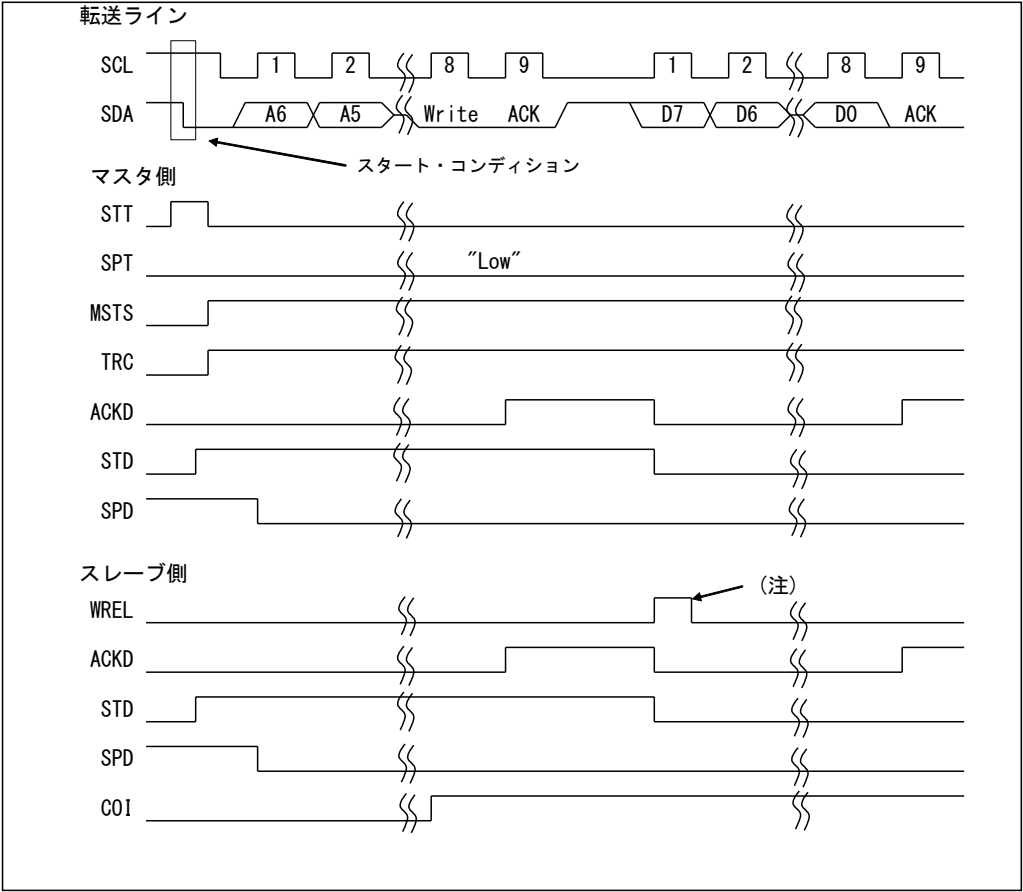 転送ライン
SCL 1 2 8 9 1 2 8 9
SDA A6 A5 Write ACK D7 D6 D0 ACK
スタート・コンディション
マスタ側
STT
SPT "Low"
MSTS
TRC
ACKD
STD
SPD
スレーブ側
(注)
WREL
ACKD
STD
SPD
COI